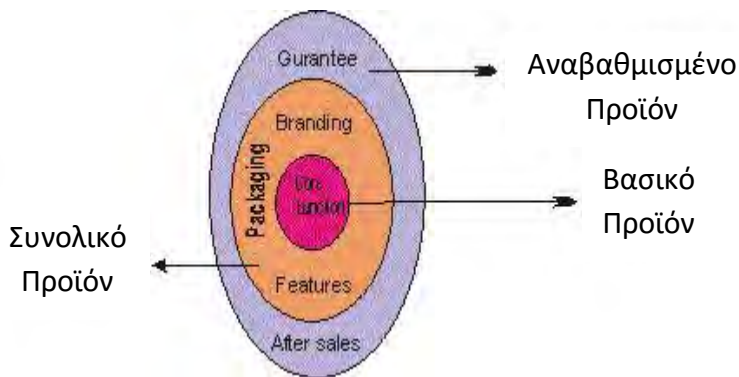 Gurantee
Αναβαθμισμένο
Προϊόν
Branding
Packaging
Βασικό
Προϊόν
Συνολικό
Προϊόν
Features
After sales